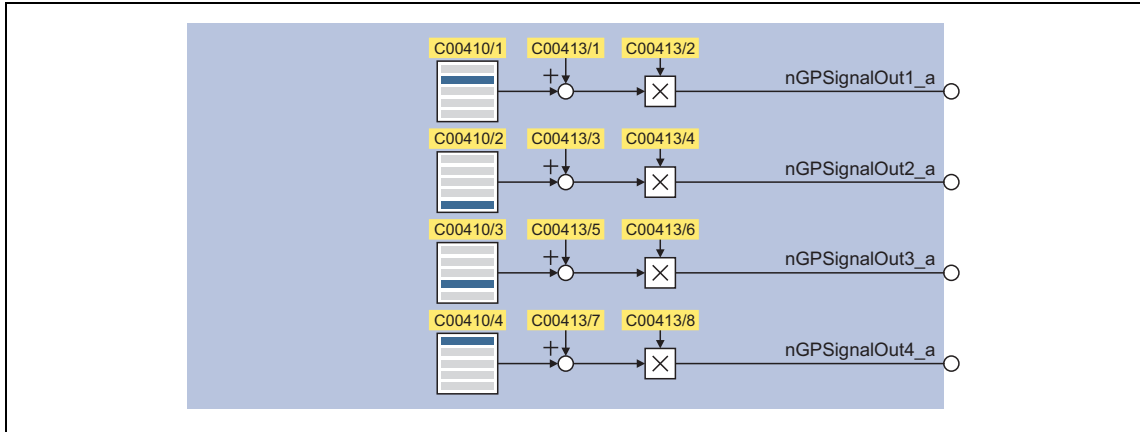 C00410/1 C00413/1 C00413/2
+
nGPSignalOut1_a
C00410/2 C00413/3 C00413/4
+
nGPSignalOut2_a
C00410/3 C00413/5 C00413/6
+
nGPSignalOut3_a
C00410/4 C00413/7 C00413/8
+
nGPSignalOut4_a